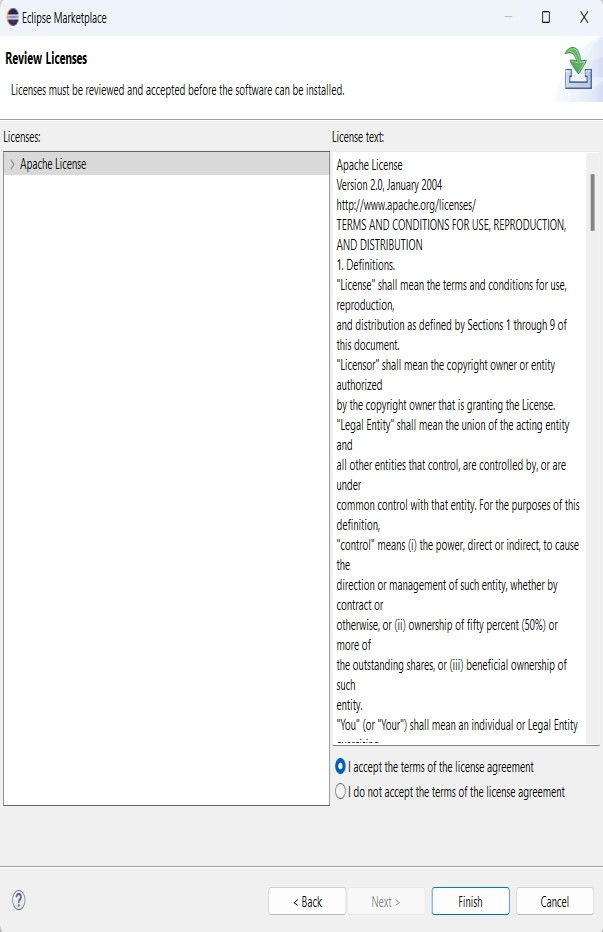 Eclipse Marketplace
Review Licenses
Licenses must be reviewed and accepted before the software can be installed.
Licenses:
Apache License
License text:
Apache License
Version 2.0, January 2004
http://www.apache.org/licenses/
TERMS AND CONDITIONS FOR USE, REPRODUCTION,
AND DISTRIBUTION
1. Definitions.
"License" shall mean the terms and conditions for use,
reproduction,
and distribution as defined by Sections 1 through 9 of
this document.
"Licensor" shall mean the copyright owner or entity
authorized
by the copyright owner that is granting the License.
"Legal Entity" shall mean the union of the acting entity
and
all other entities that control, are controlled by, or are
under
common control with that entity. For the purposes of this
definition,
"control" means (i) the power, direct or indirect, to cause
the
direction or management of such entity, whether by
contract or
otherwise, or (ii) ownership of fifty percent (50%) or
more of
the outstanding shares, or (iii) beneficial ownership of
such
entity.
"You" (or "Your") shall mean an individual or Legal Entity
I accept the terms of the license agreement
I do not accept the terms of the license agreement
?
< Back
Next >
Finish
Cancel